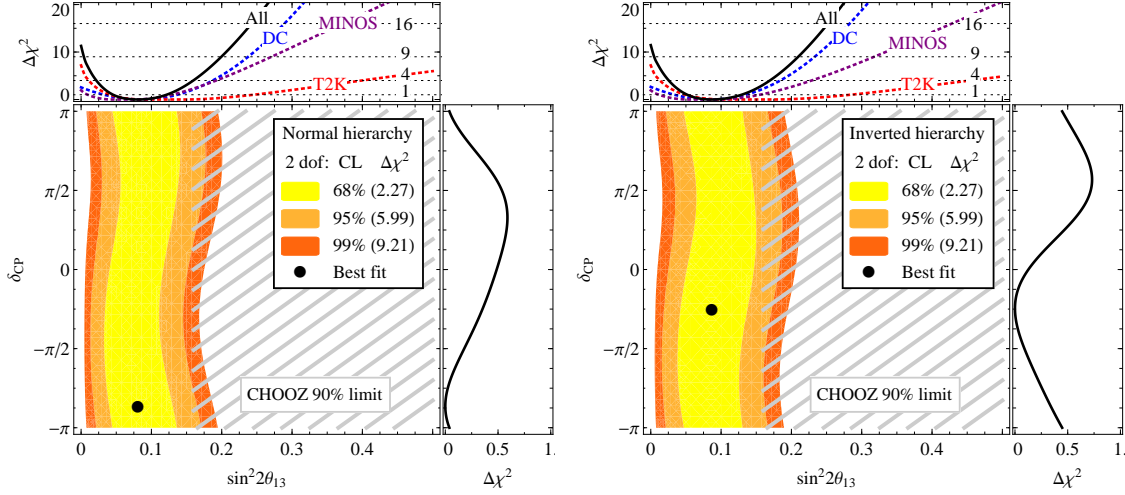 20
10
0
Δχ²
All
DC
MINOS
T2K
16
9
4
1
π
π/2
0
−π/2
−π
δCP
Normal hierarchy
2 dof: CL Δχ²
68% (2.27)
95% (5.99)
99% (9.21)
Best fit
CHOOZ 90% limit
0 0.1 0.2 0.3 0.4
sin²2θ₁₃
0 0.5 1.
Δχ²
20
10
0
Δχ²
All
DC
MINOS
T2K
16
9
4
1
π
π/2
0
−π/2
−π
δCP
Inverted hierarchy
2 dof: CL Δχ²
68% (2.27)
95% (5.99)
99% (9.21)
Best fit
CHOOZ 90% limit
0 0.1 0.2 0.3 0.4
sin²2θ₁₃
0 0.5 1.
Δχ²